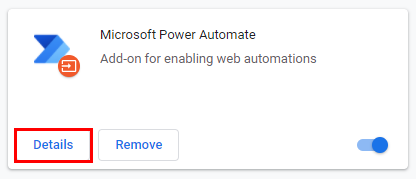 Microsoft Power Automate
Add-on for enabling web automations
Details Remove